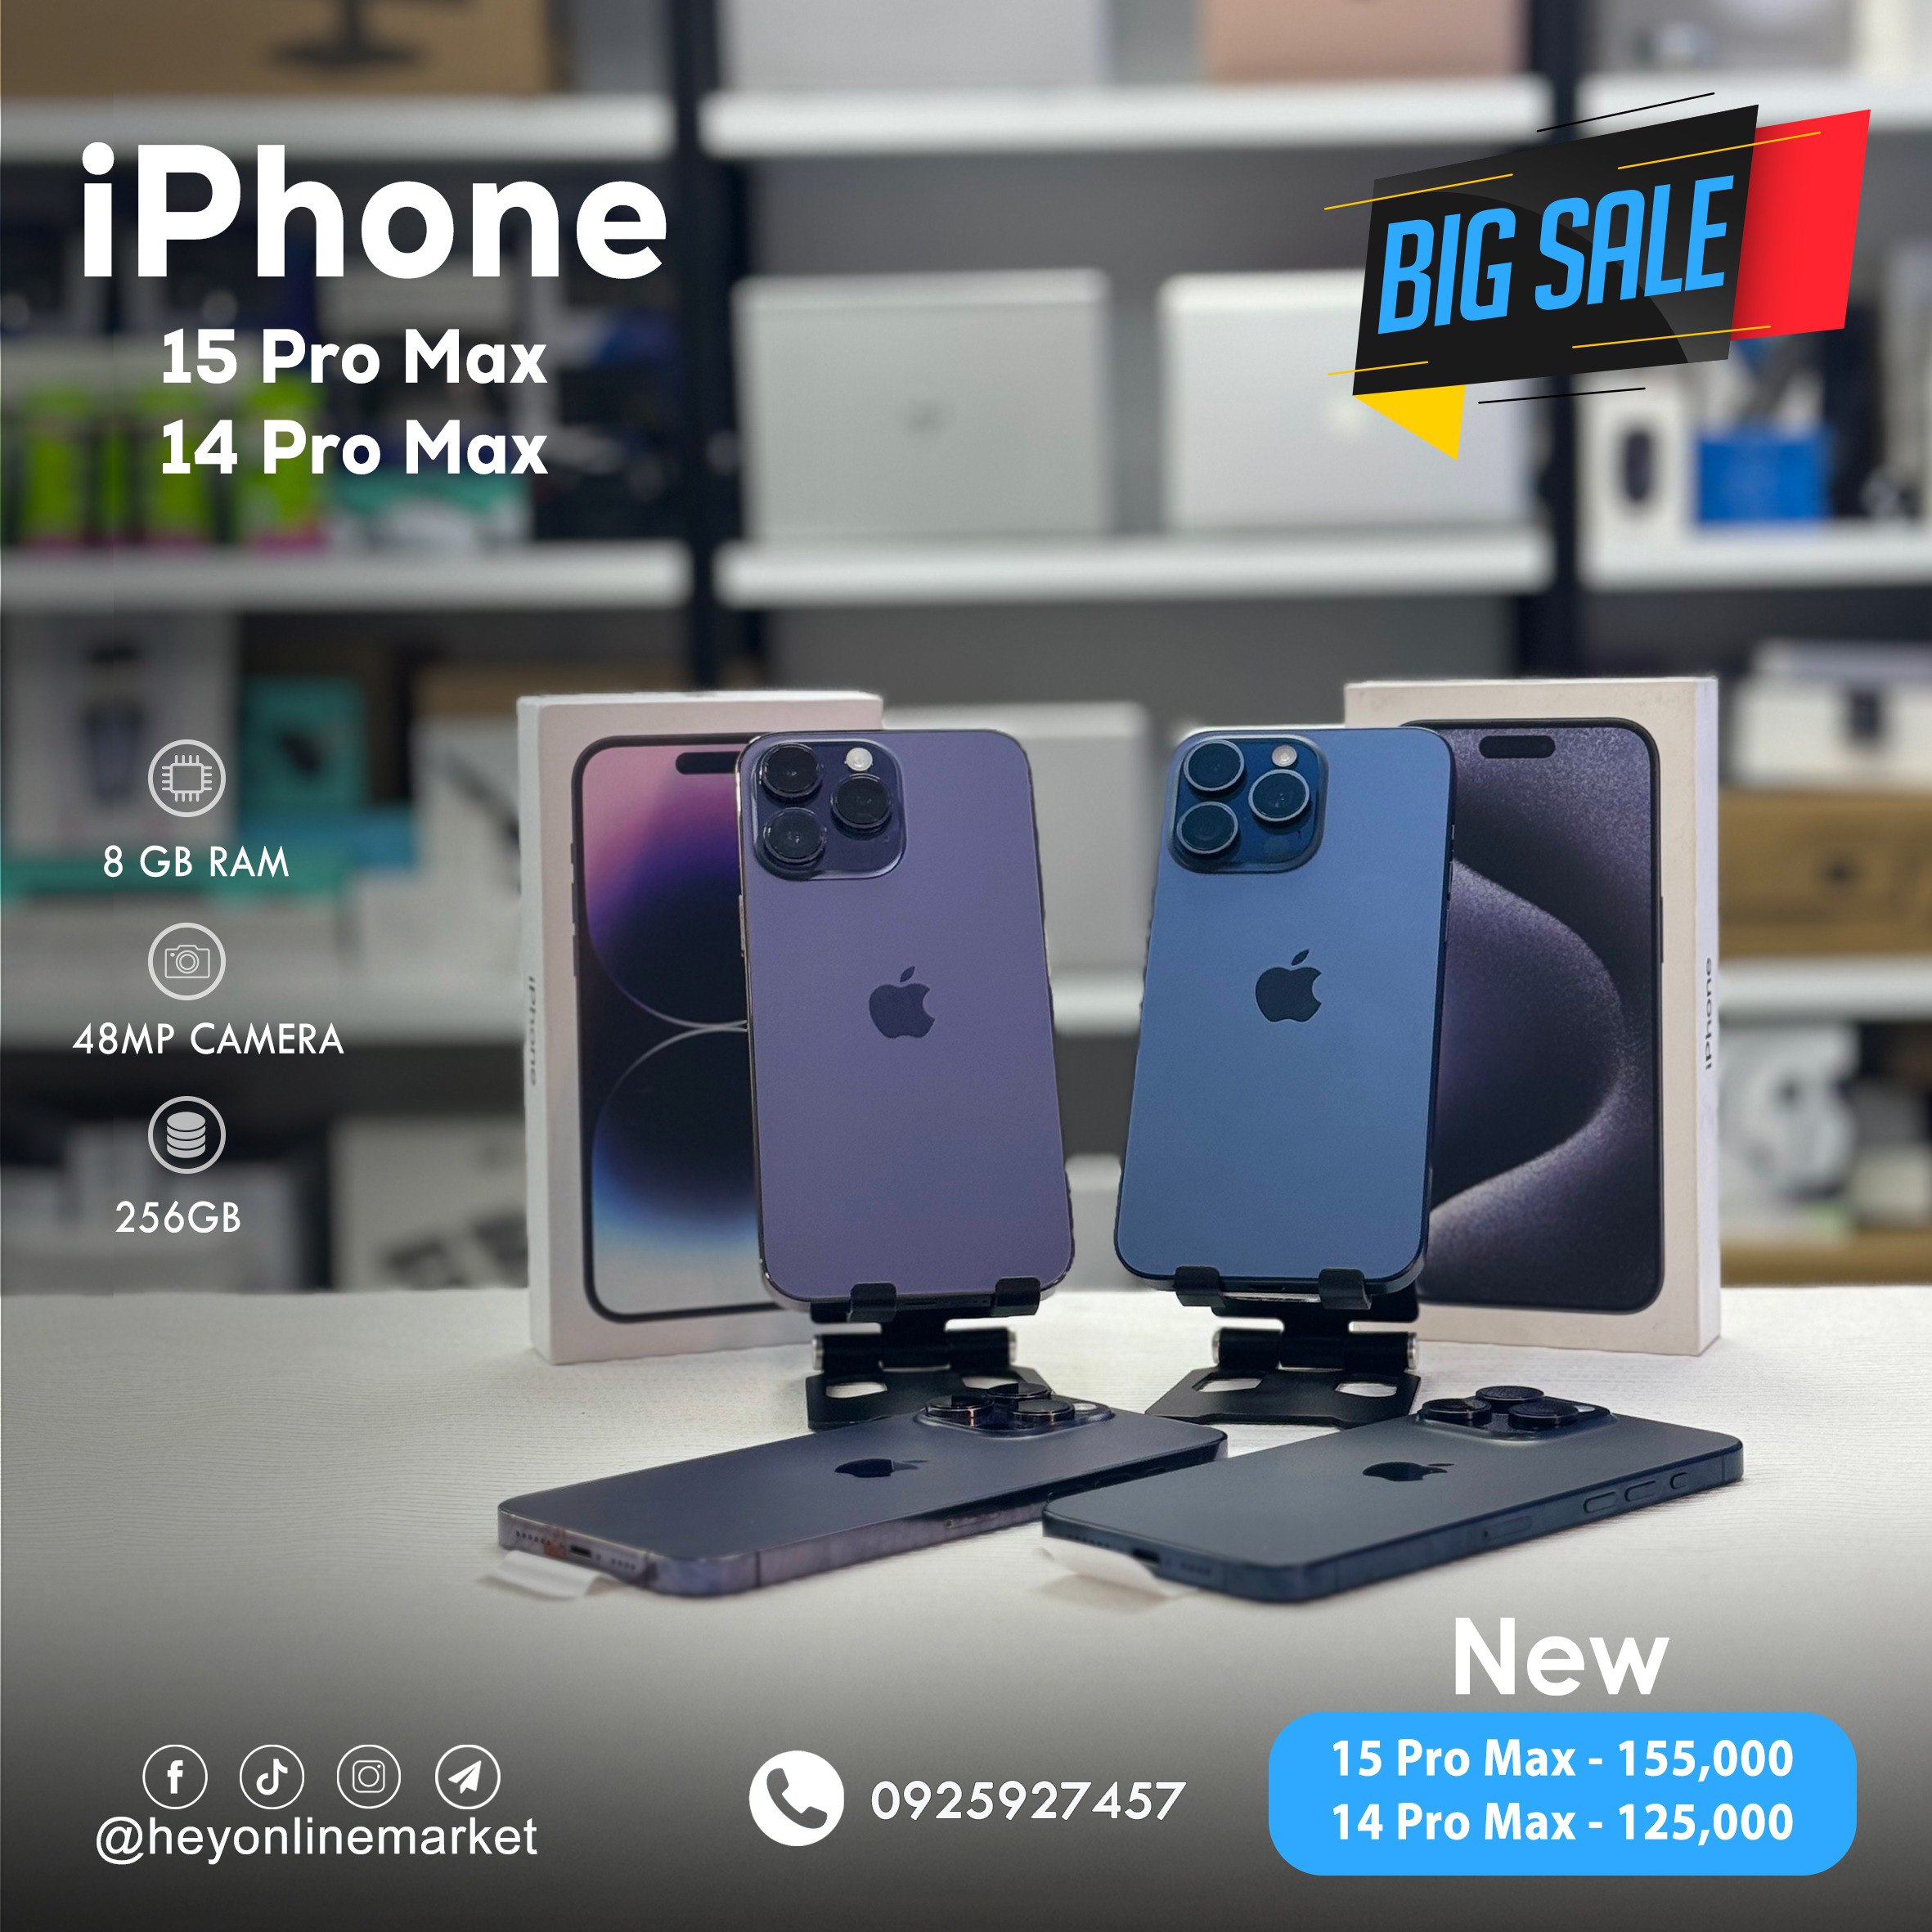 iPhone
15 Pro Max
14 Pro Max
BIG SALE
8 GB RAM
48MP CAMERA
256GB
iPhone
iPhone
New
15 Pro Max - 155,000
14 Pro Max - 125,000
@heyonlinemarket
0925927457